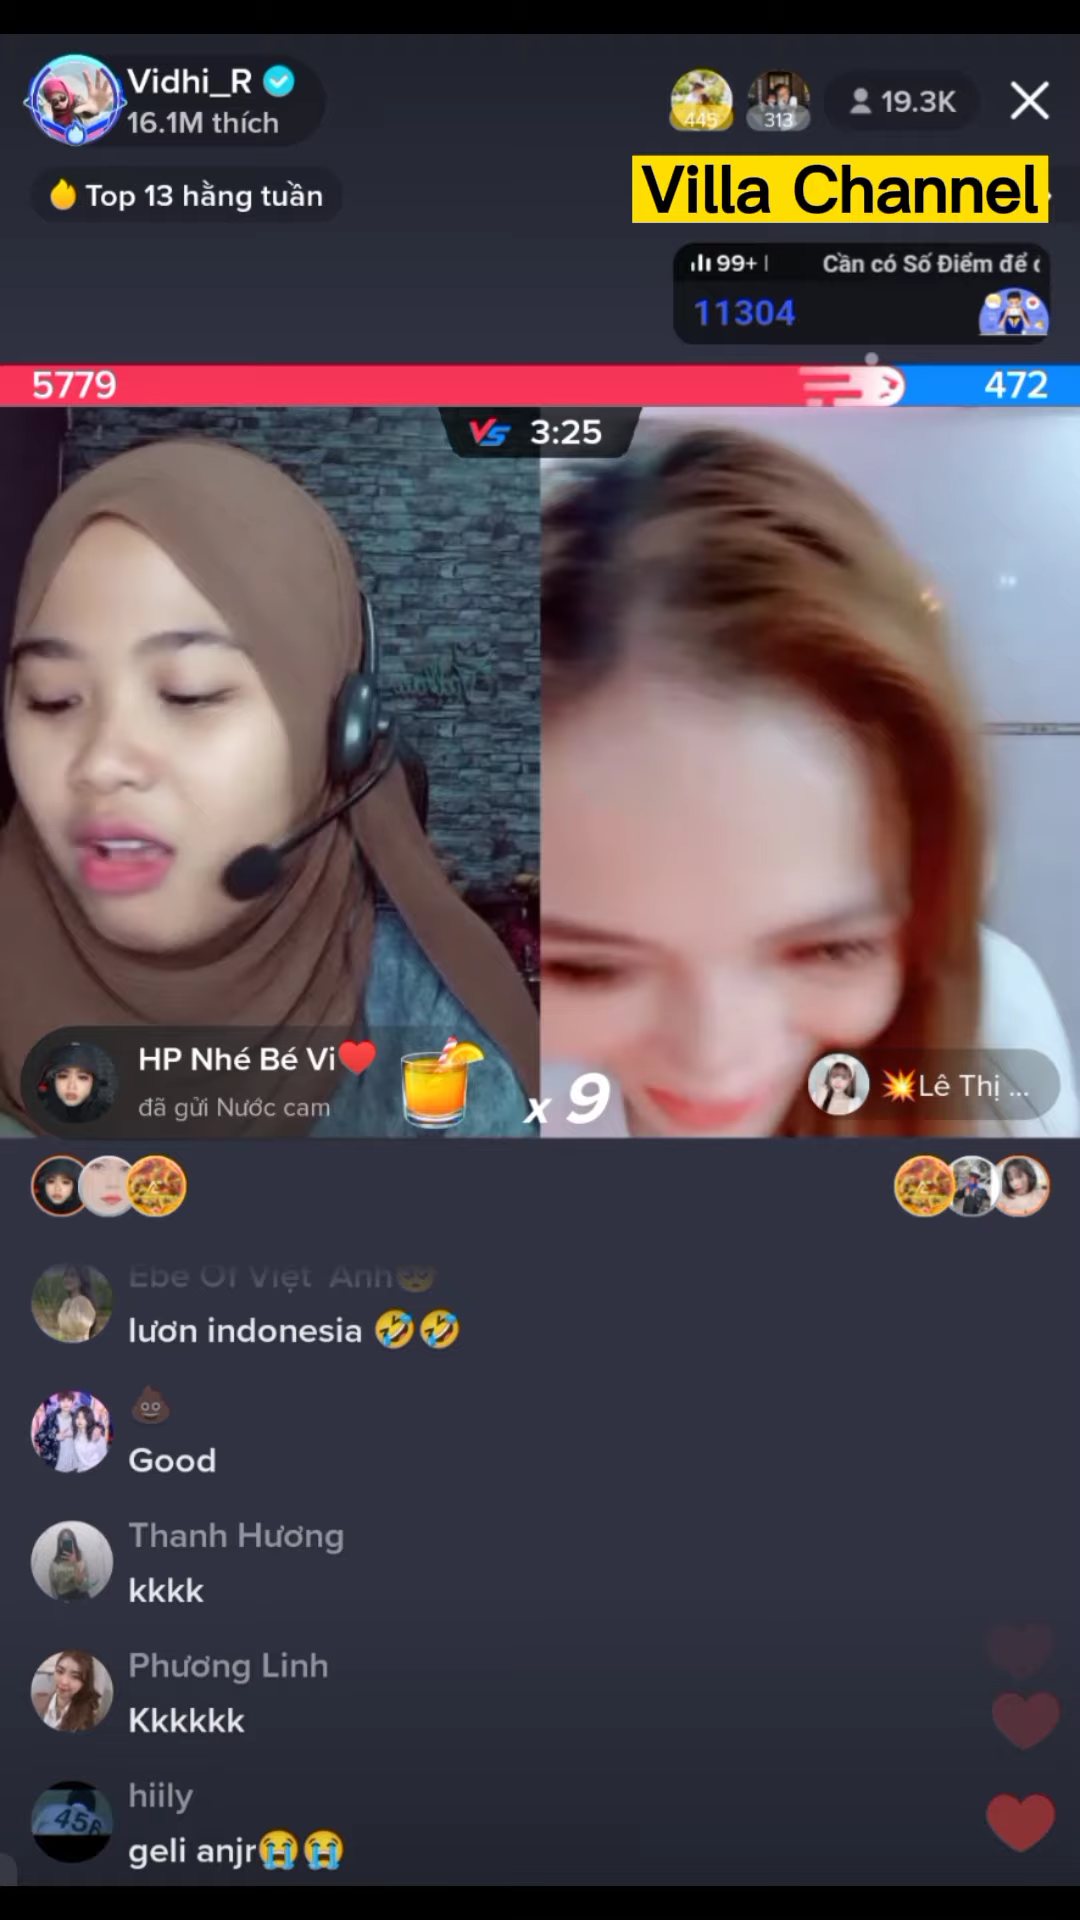 Vidhi_R
16.1M thích
445
313
19.3K
Top 13 hằng tuần
Villa Channel
99+
Cần có Số Điểm để
11304
5779
472
VS 3:25
HP Nhé Bé Vi❤️
đã gửi Nước cam
x 9
💥Lê Thị ...
Ebe Of Việt Anh
lươn indonesia 🤣🤣
💩
Good
Thanh Hương
kkkk
Phương Linh
Kkkkkk
hiily
geli anjr😭😭